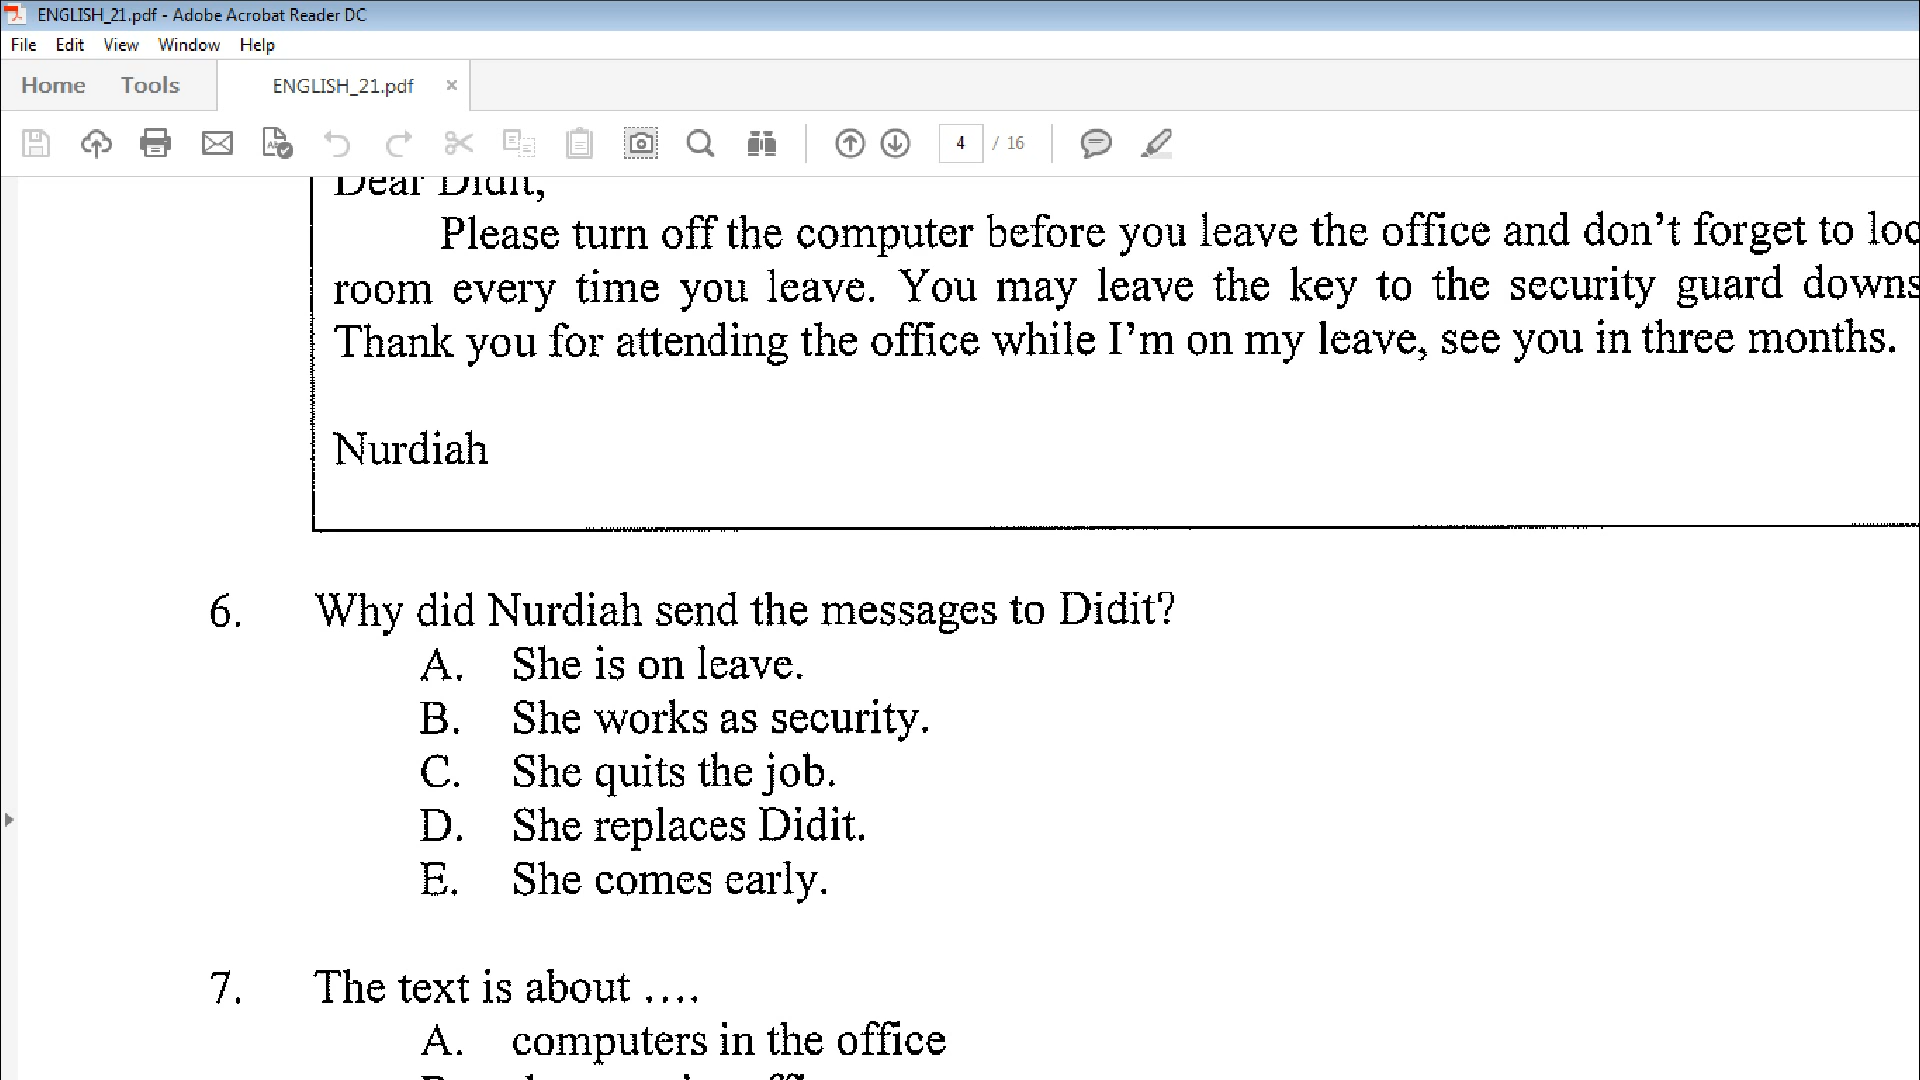 ENGLISH_21.pdf - Adobe Acrobat Reader DC
File Edit View Window Help
Home Tools ENGLISH_21.pdf ×
4 / 16
Dear Didit,
Please turn off the computer before you leave the office and don't forget to loc
room every time you leave. You may leave the key to the security guard downs
Thank you for attending the office while I'm on my leave, see you in three months.
Nurdiah
6. Why did Nurdiah send the messages to Didit?
A. She is on leave.
B. She works as security.
C. She quits the job.
D. She replaces Didit.
E. She comes early.
7. The text is about ....
A. computers in the office